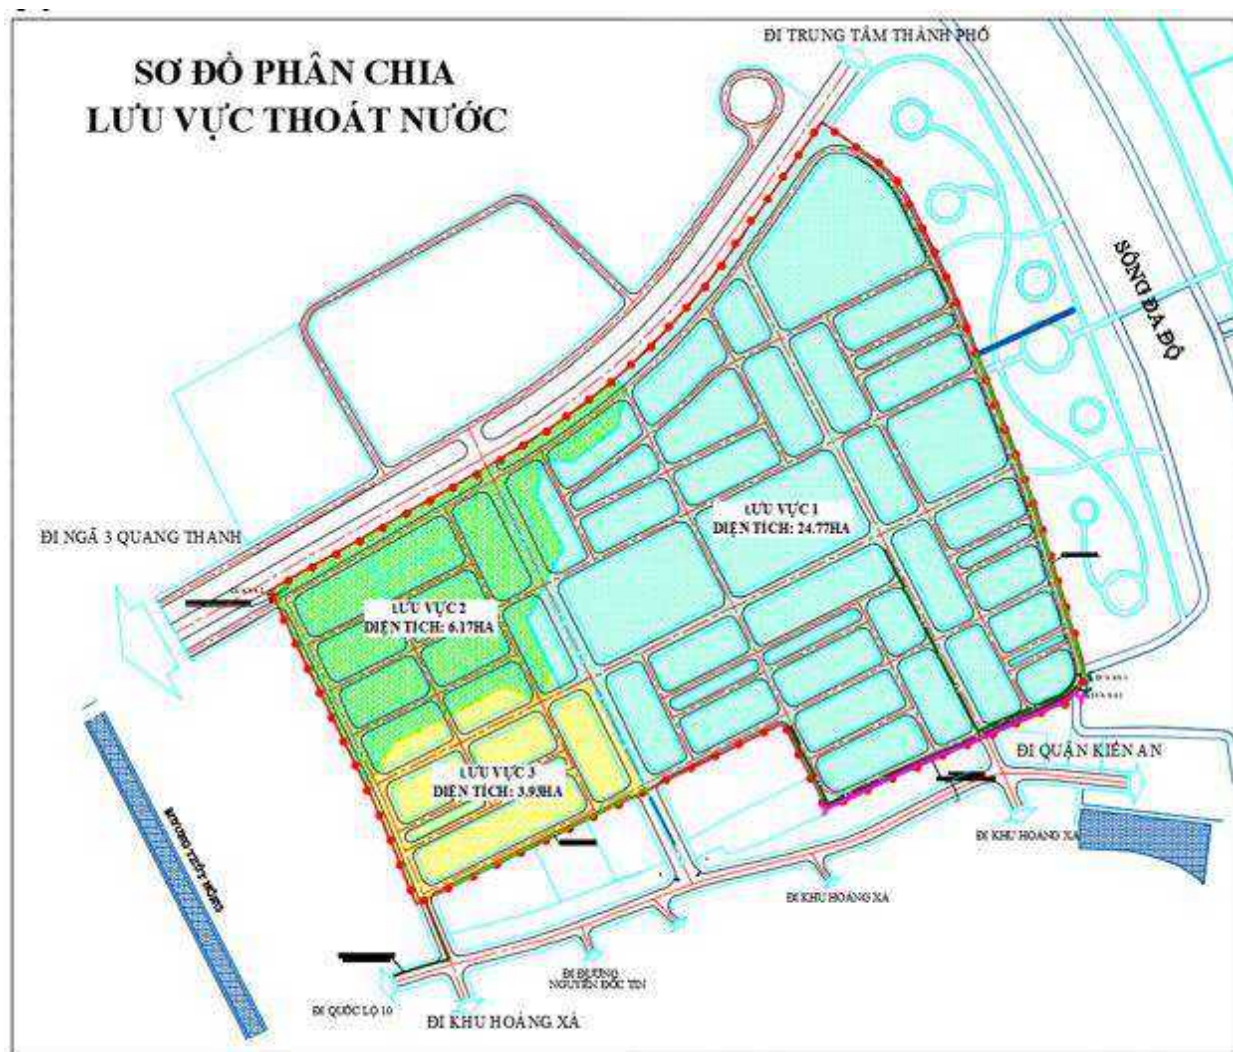 SƠ ĐỒ PHÂN CHIA
LƯU VỰC THOÁT NƯỚC
ĐI TRUNG TÂM THÀNH PHỐ
SÔNG ĐA ĐỘ
LƯU VỰC 1
DIỆN TÍCH: 24.77HA
ĐI NGÃ 3 QUANG THANH
LƯU VỰC 2
DIỆN TÍCH: 6.17HA
LƯU VỰC 3
DIỆN TÍCH: 3.93HA
ĐI QUẬN KIẾN AN
ĐI KHU HOÀNG XÁ
ĐI KHU HOÀNG XÁ
ĐI ĐƯỜNG
NGUYỄN ĐỐC TÍN
ĐI QUỐC LỘ 10
ĐI KHU HOÀNG XÁ